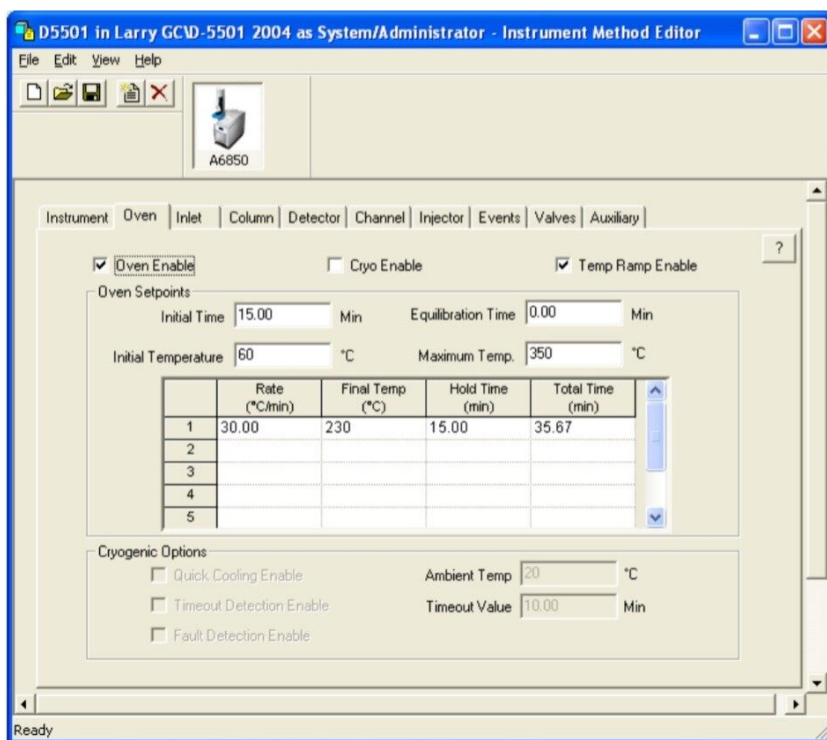 D5501 in Larry GC\D-5501 2004 as System/Administrator - Instrument Method Editor
File Edit View Help
A6850
Instrument Oven Inlet Column Detector Channel Injector Events Valves Auxiliary
?
Oven Enable Cryo Enable Temp Ramp Enable
Oven Setpoints
Initial Time 15.00 Min Equilibration Time 0.00 Min
Initial Temperature 60 °C Maximum Temp. 350 °C
Rate Final Temp Hold Time Total Time
(°C/min) (°C) (min) (min)
1 30.00 230 15.00 35.67
2
3
4
5
Cryogenic Options
Quick Cooling Enable Ambient Temp 20 °C
Timeout Detection Enable Timeout Value 10.00 Min
Fault Detection Enable
Ready